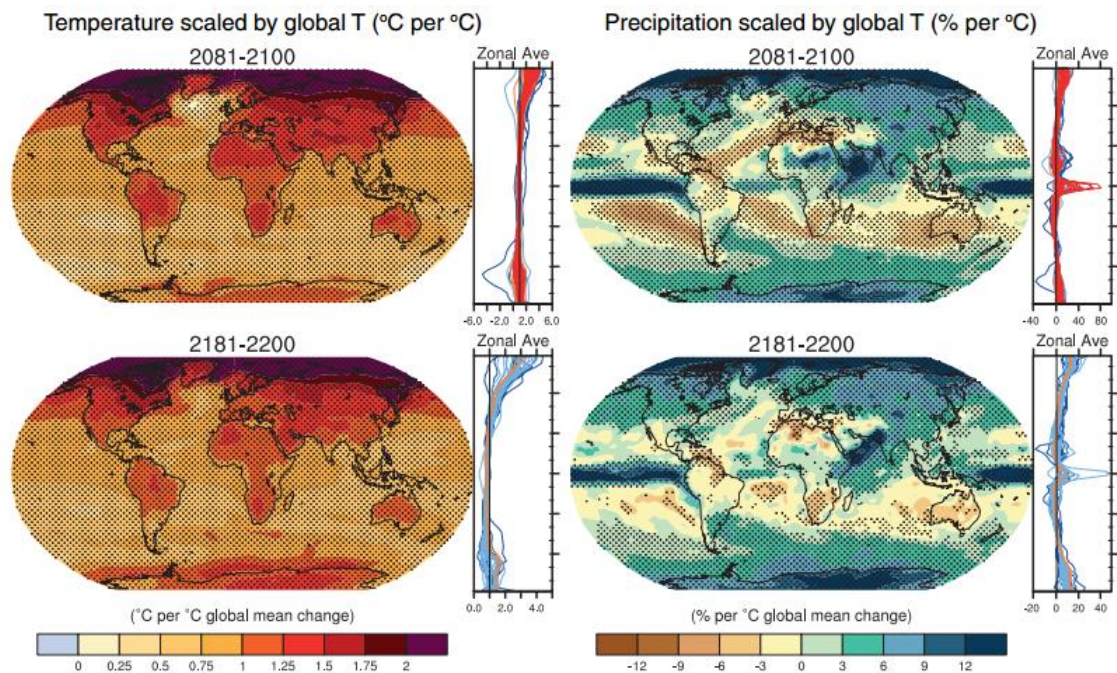 Temperature scaled by global T (°C per °C)
Precipitation scaled by global T (% per °C)
2081-2100
Zonal Ave
2081-2100
Zonal Ave
-6.0 -2.0 2.0 6.0
-40 0 40 80
2181-2200
Zonal Ave
2181-2200
Zonal Ave
0.0 2.0 4.0
-20 0 20 40
(°C per °C global mean change)
(% per °C global mean change)
0 0.25 0.5 0.75 1 1.25 1.5 1.75 2
-12 -9 -6 -3 0 3 6 9 12